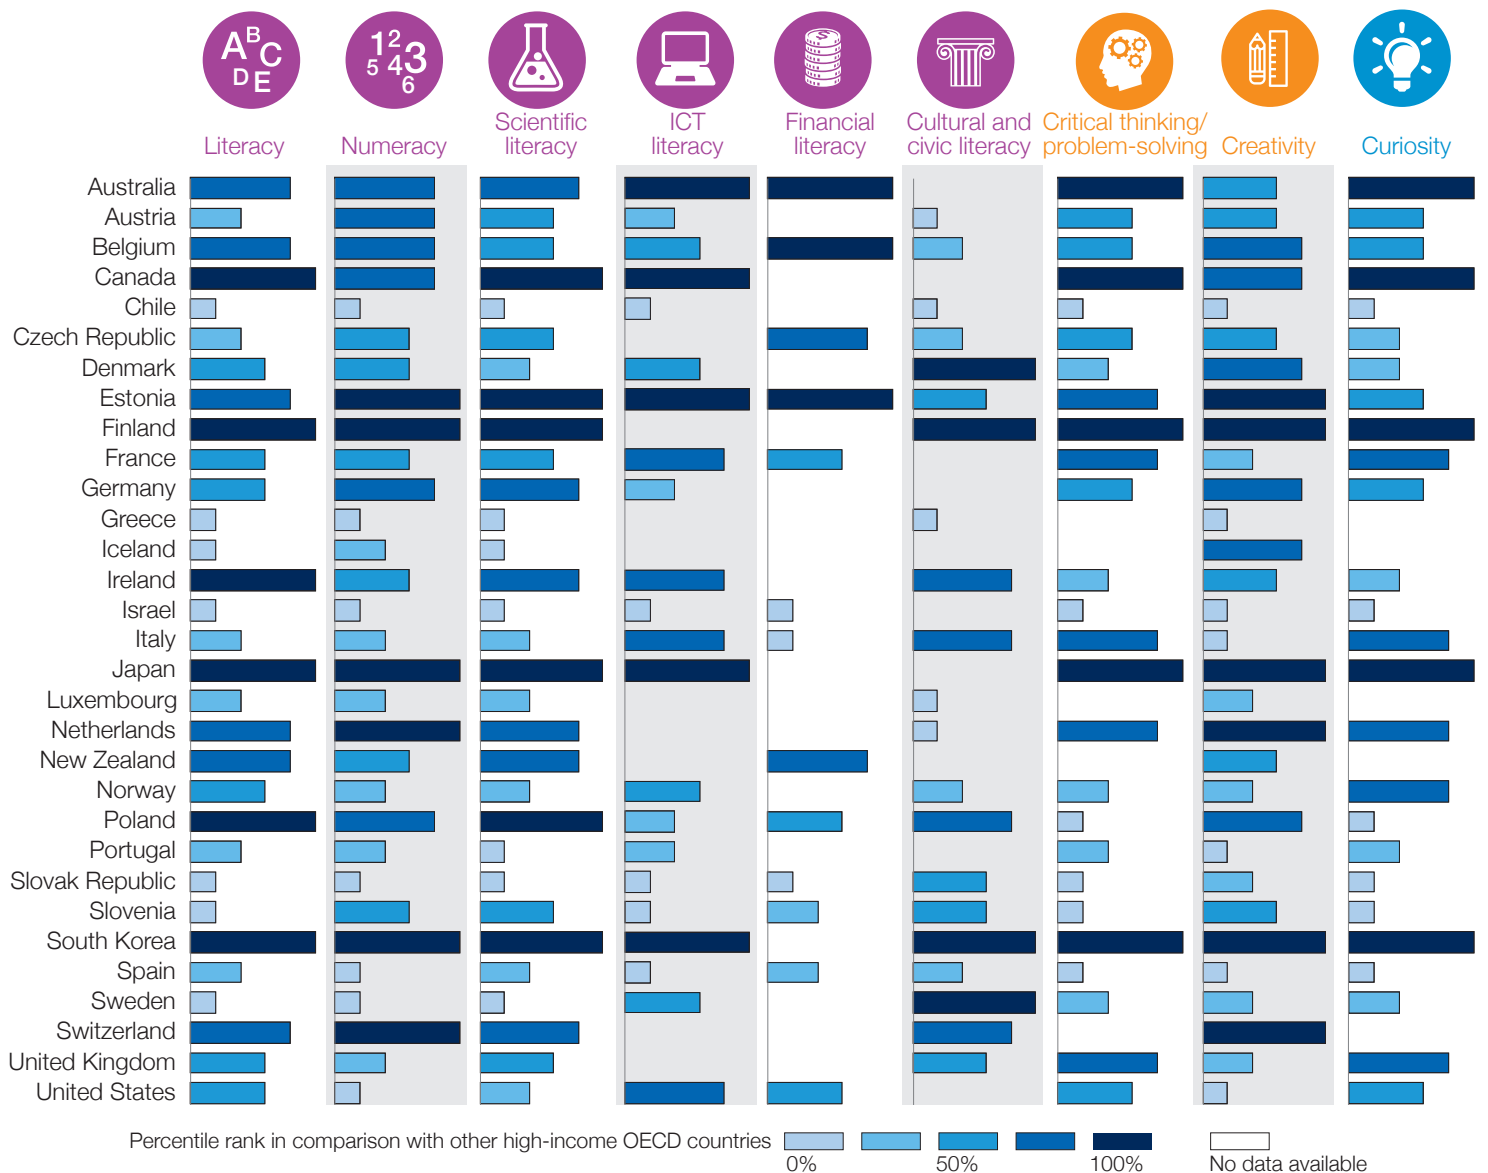 A B C
D E
1 2 3
5 4
6
$
Literacy
Numeracy
Scientific
literacy
ICT
literacy
Financial
literacy
Cultural and
civic literacy
Critical thinking/
problem-solving
Creativity
Curiosity
Australia
Austria
Belgium
Canada
Chile
Czech Republic
Denmark
Estonia
Finland
France
Germany
Greece
Iceland
Ireland
Israel
Italy
Japan
Luxembourg
Netherlands
New Zealand
Norway
Poland
Portugal
Slovak Republic
Slovenia
South Korea
Spain
Sweden
Switzerland
United Kingdom
United States
Percentile rank in comparison with other high-income OECD countries
0%
50%
100%
No data available